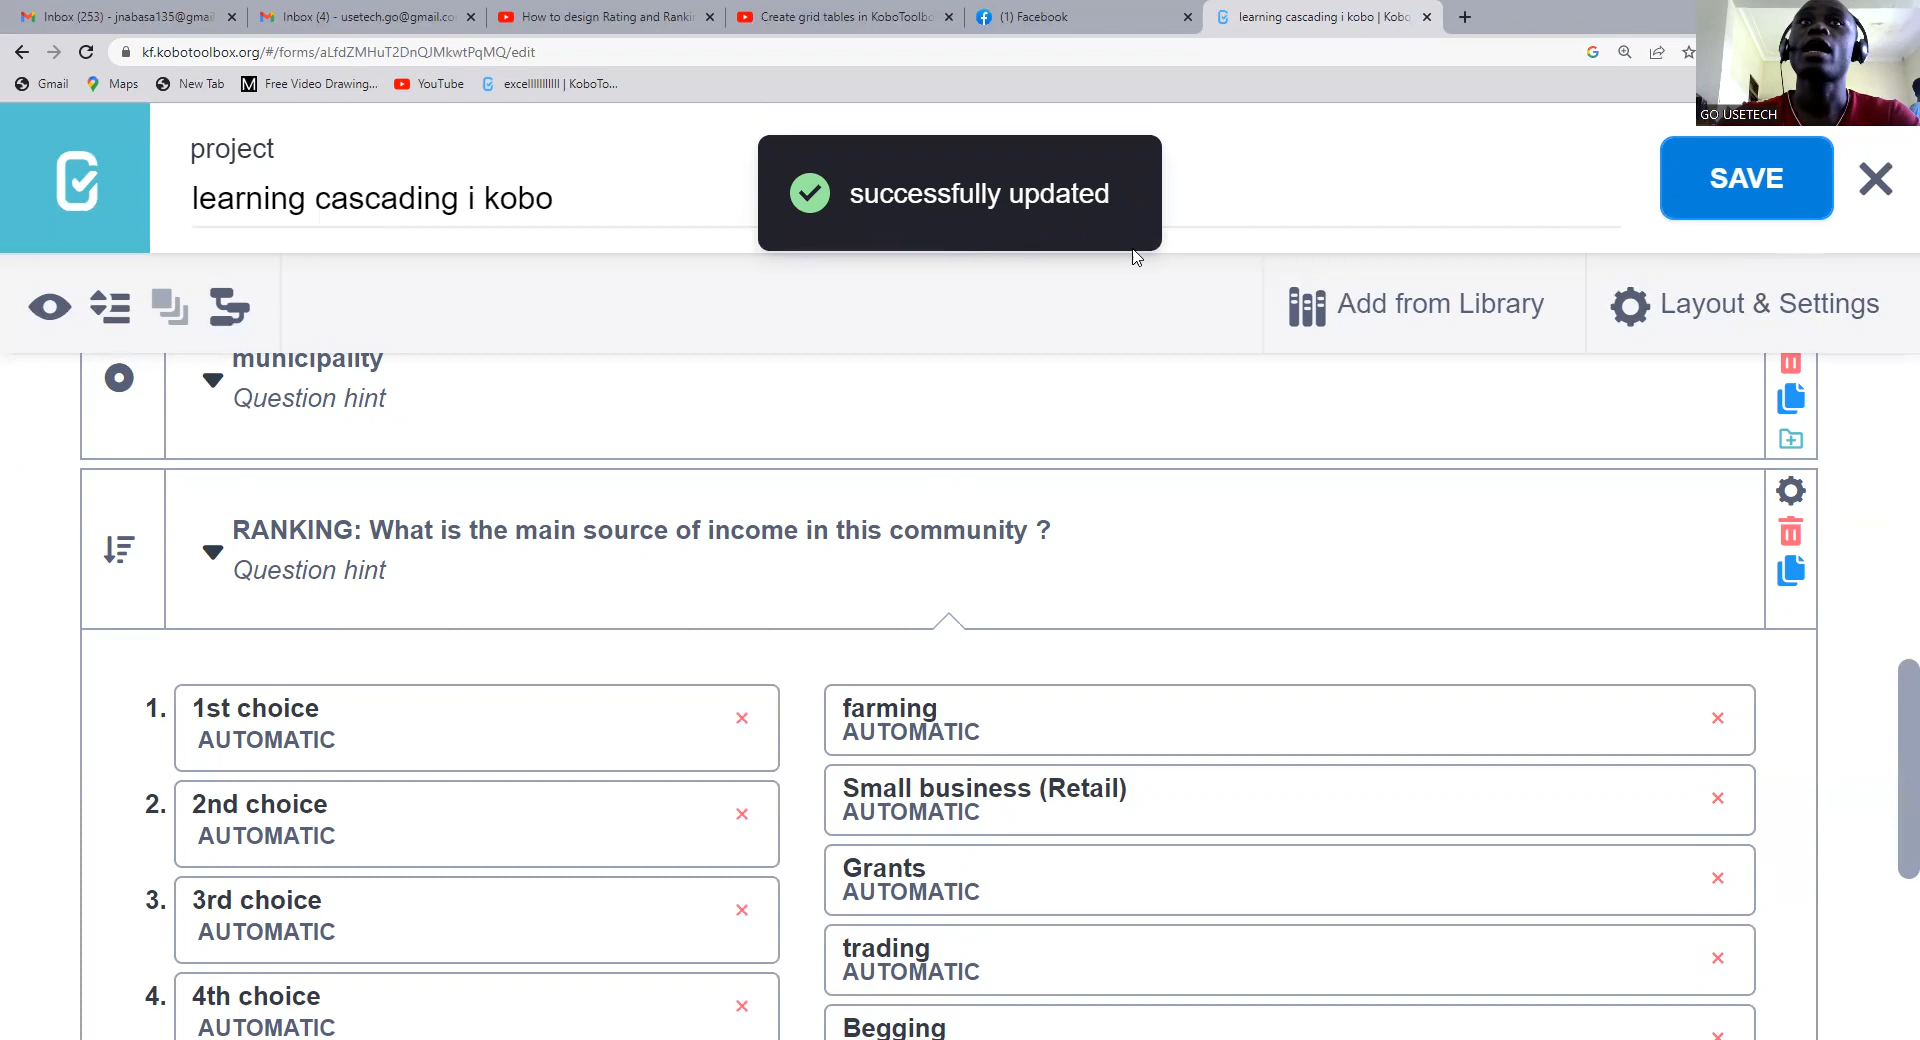 Inbox (253) - jnabasa135@gmail
Inbox (4) - usetech.go@gmail.co
How to design Rating and Rankin
Create grid tables in KoboToolbo
(1) Facebook
learning cascading i kobo | Kobo
kf.kobotoolbox.org/#/forms/aLfdZMHuT2DnQJMkwtPqMQ/edit
Gmail
Maps
New Tab
Free Video Drawing...
YouTube
excellllllllllll | KoboTo...
GO USETECH
project
learning cascading i kobo
successfully updated
SAVE
Add from Library
Layout & Settings
municipality
Question hint
RANKING: What is the main source of income in this community ?
Question hint
1. 1st choice
AUTOMATIC
farming
AUTOMATIC
2. 2nd choice
AUTOMATIC
Small business (Retail)
AUTOMATIC
3. 3rd choice
AUTOMATIC
Grants
AUTOMATIC
4. 4th choice
AUTOMATIC
trading
AUTOMATIC
Begging